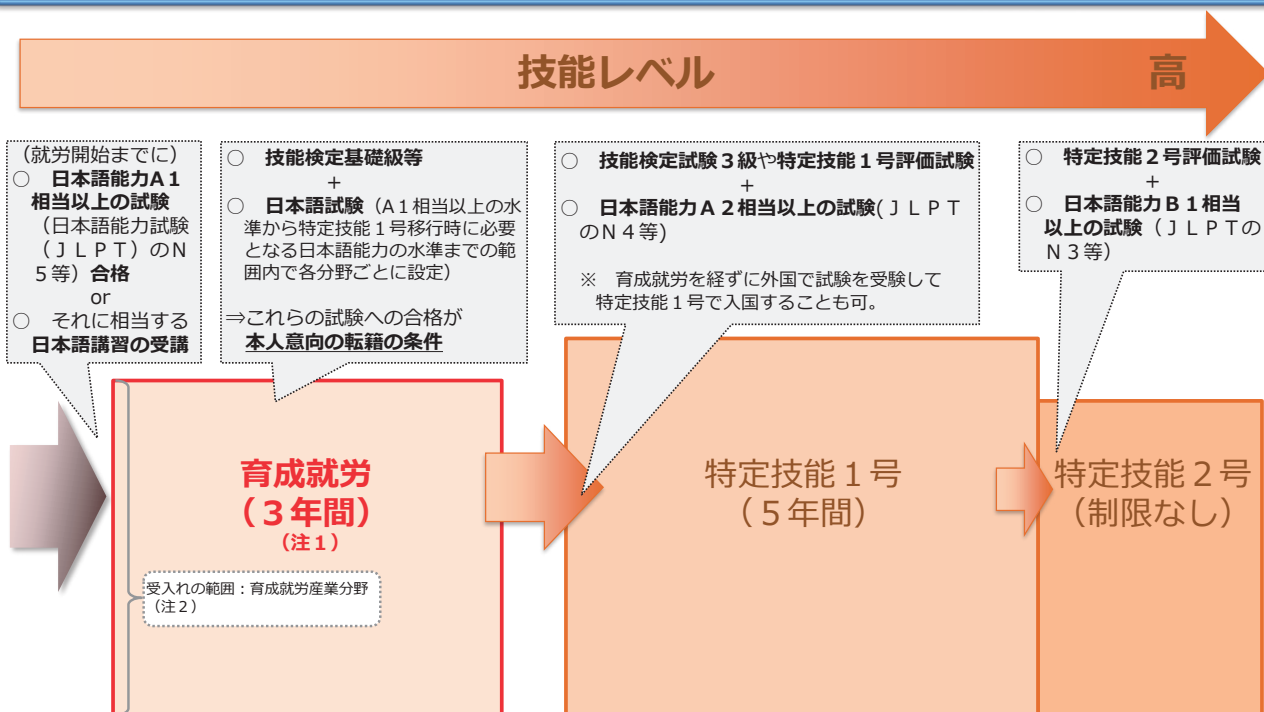 技能レベル
高
（就労開始までに）
○　日本語能力A１
相当以上の試験
（日本語能力試験
（ＪＬＰＴ）のＮ
５等）合格
or
○　それに相当する
日本語講習の受講
○　技能検定基礎級等
+
○　日本語試験（A１相当以上の水
準から特定技能１号移行時に必要
となる日本語能力の水準までの範
囲内で各分野ごとに設定）
⇒これらの試験への合格が
本人意向の転籍の条件
○　技能検定試験３級や特定技能１号評価試験
+
○　日本語能力Ａ２相当以上の試験(ＪＬＰＴ
のＮ４等)
※　育成就労を経ずに外国で試験を受験して
特定技能１号で入国することも可。
○　特定技能２号評価試験
+
○　日本語能力Ｂ１相当
以上の試験（ＪＬＰＴの
Ｎ３等）
育成就労
（３年間）
（注１）
受入れの範囲：育成就労産業分野
（注２）
特定技能１号
（５年間）
特定技能２号
（制限なし）